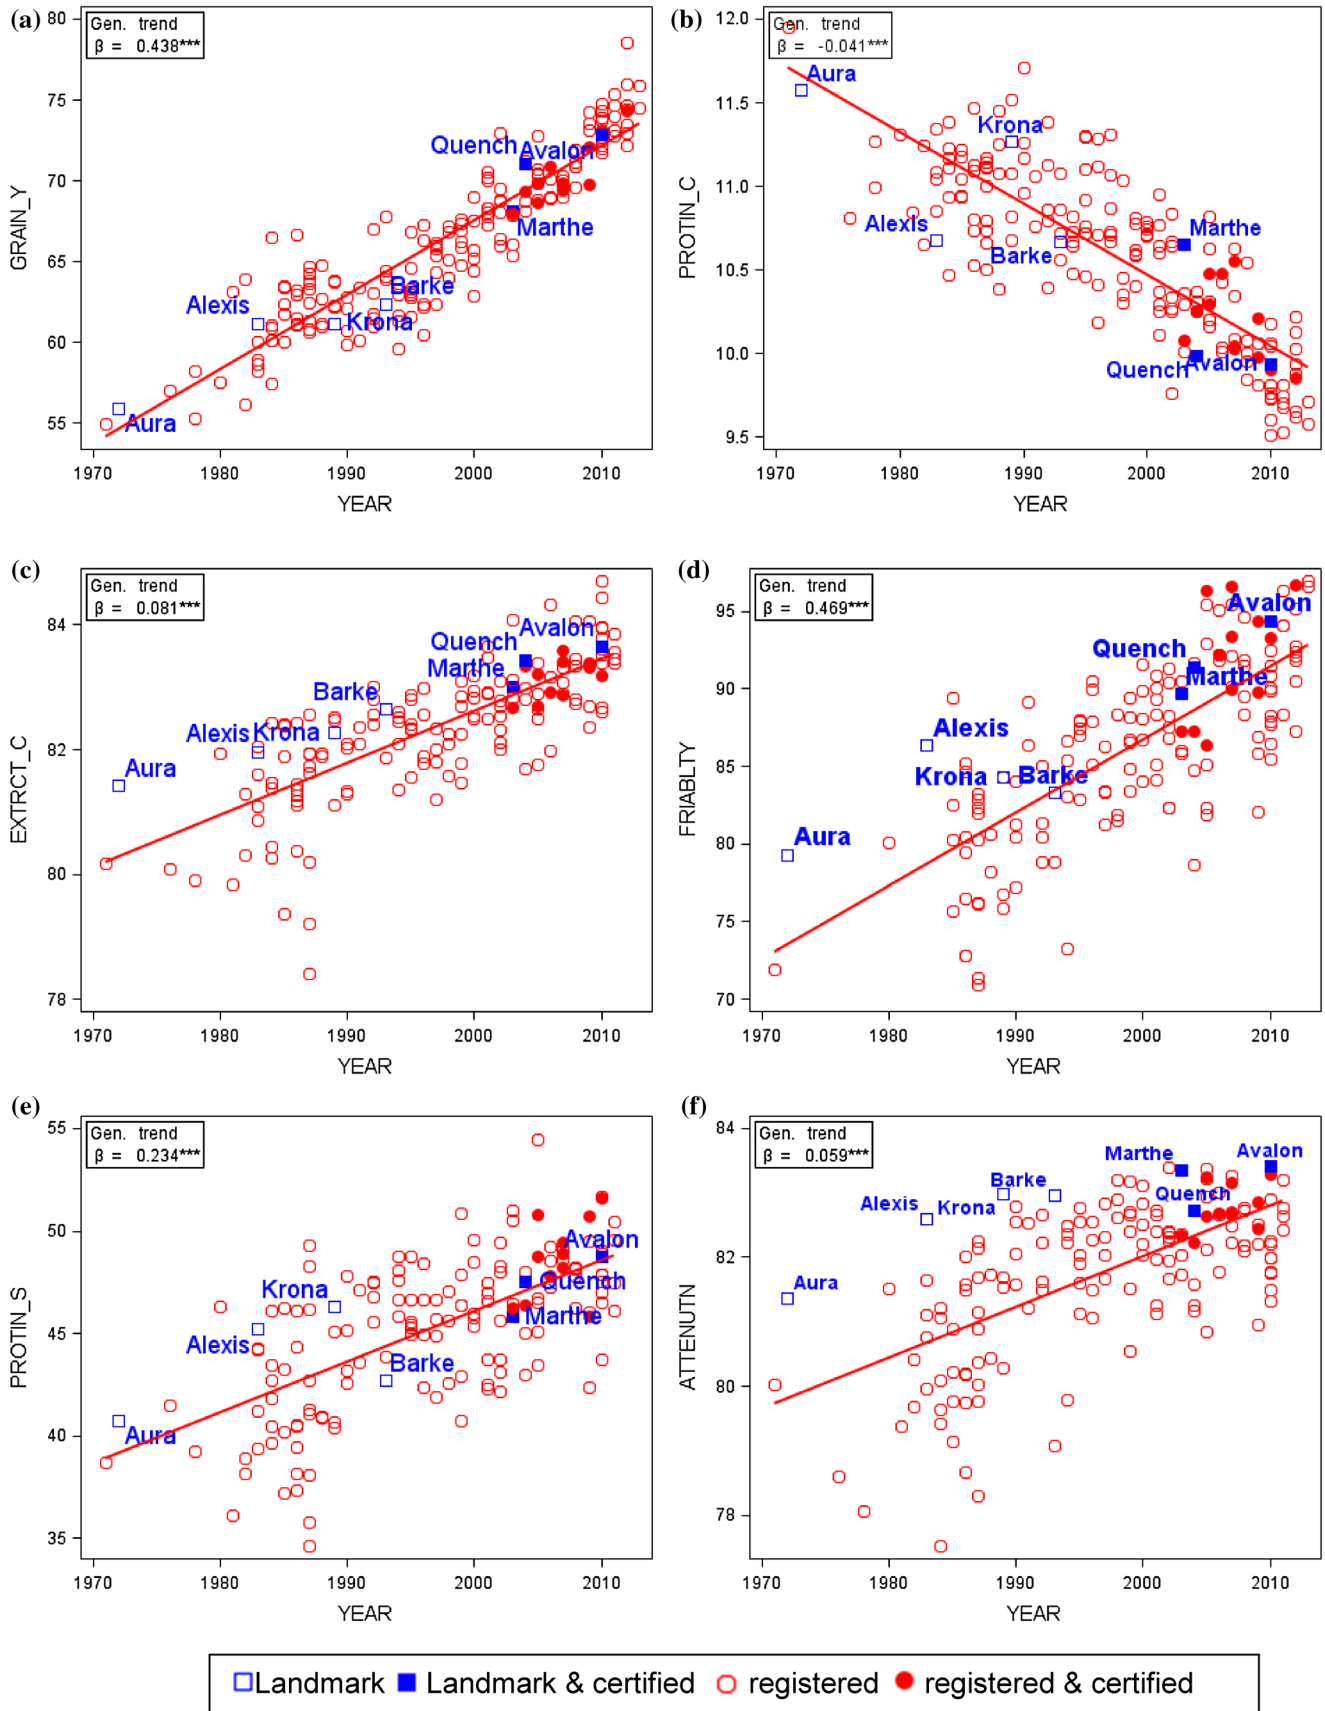 (a)
Gen. trend
β = 0.438***
80
75
70
65
60
55
GRAIN_Y
Quench
Avalon
Marthe
Barke
Alexis
Krona
Aura
1970 1980 1990 2000 2010
YEAR
(b)
Gen. trend
β = -0.041***
12.0
11.5
11.0
10.5
10.0
9.5
PROTIN_C
Aura
Krona
Alexis
Barke
Marthe
Quench
Avalon
1970 1980 1990 2000 2010
YEAR
(c)
Gen. trend
β = 0.081***
84
82
80
78
EXTRCT_C
Quench
Avalon
Marthe
Barke
Alexis
Krona
Aura
1970 1980 1990 2000 2010
YEAR
(d)
Gen. trend
β = 0.469***
95
90
85
80
75
70
FRIABLTY
Avalon
Quench
Marthe
Alexis
Krona
Barke
Aura
1970 1980 1990 2000 2010
YEAR
(e)
Gen. trend
β = 0.234***
55
50
45
40
35
PROTIN_S
Avalon
Quench
Krona
Marthe
Alexis
Barke
Aura
1970 1980 1990 2000 2010
YEAR
(f)
Gen. trend
β = 0.059***
84
82
80
78
ATTENUTN
Marthe
Avalon
Barke
Quench
Alexis
Krona
Aura
1970 1980 1990 2000 2010
YEAR
Landmark Landmark & certified registered registered & certified